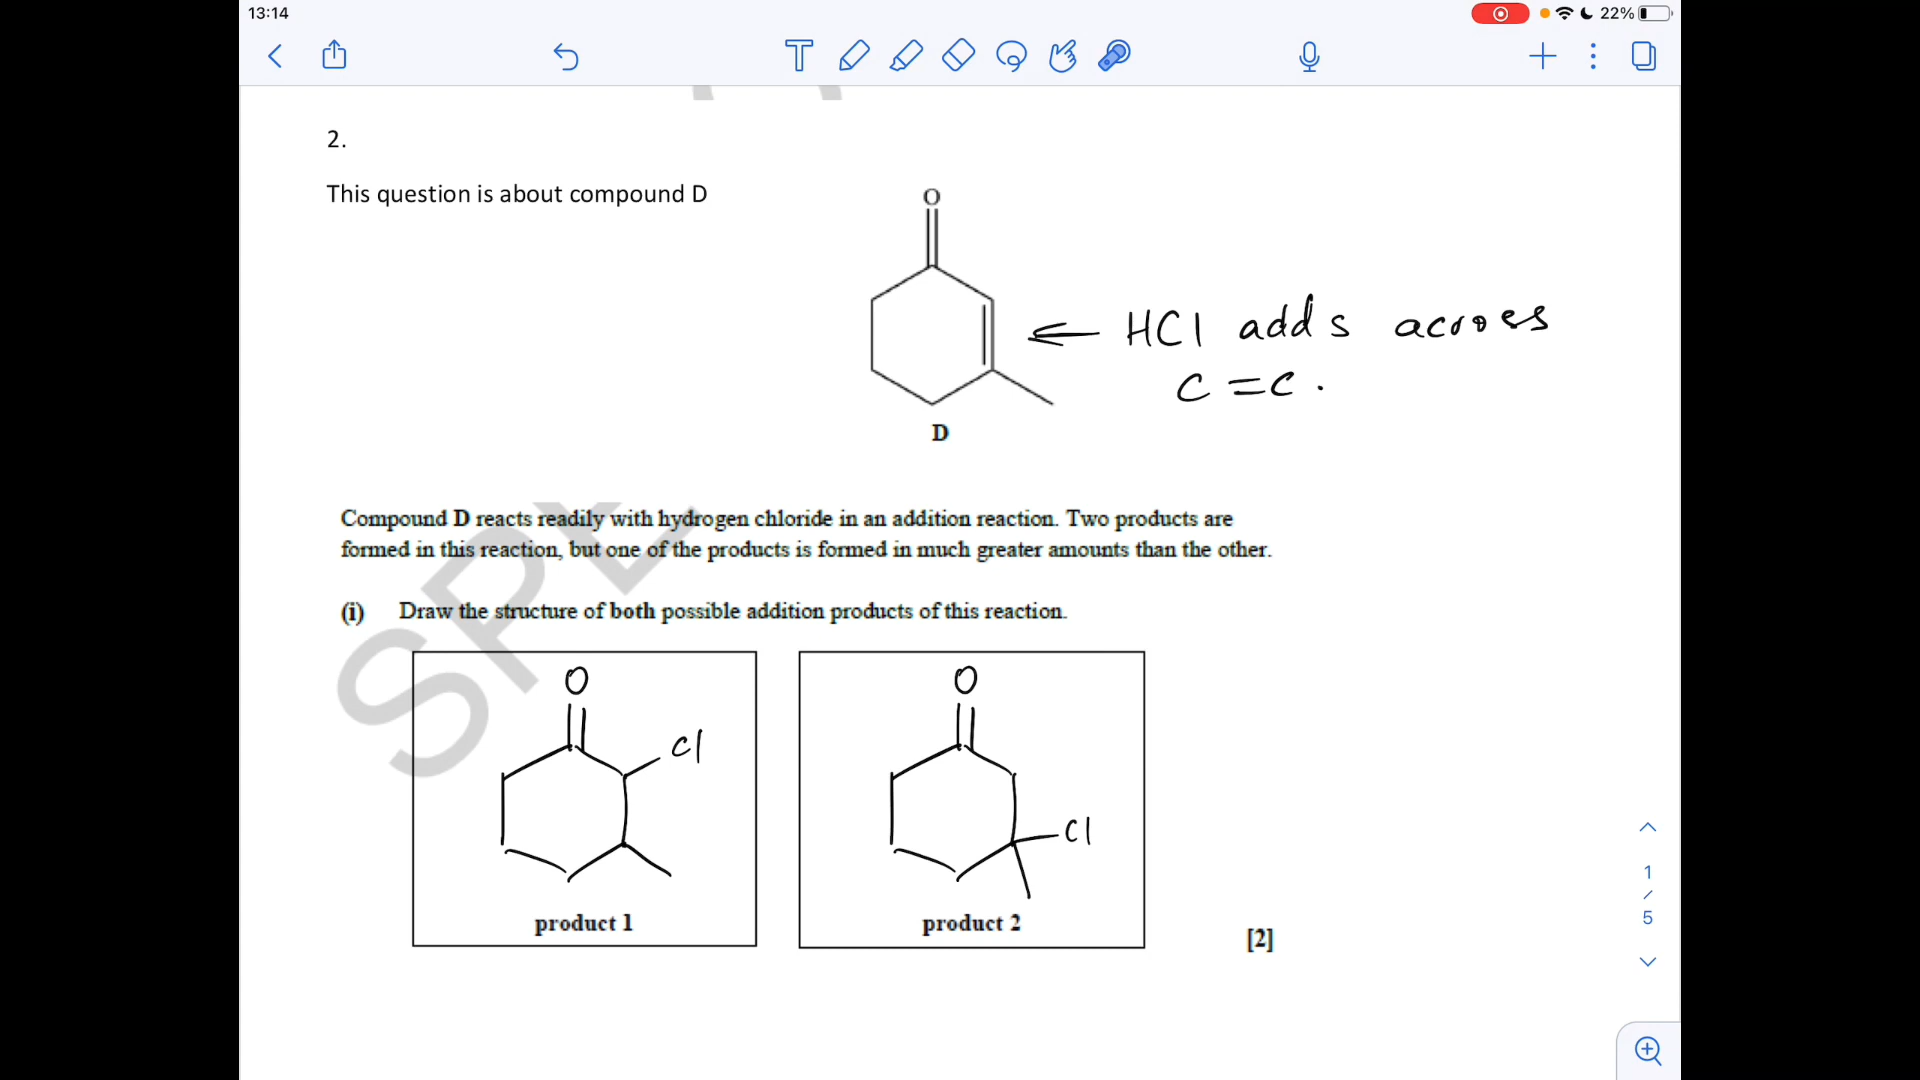 13:14
22%
T
2.
This question is about compound D
O
HCl adds across
C=C.
D
Compound D reacts readily with hydrogen chloride in an addition reaction. Two products are
formed in this reaction, but one of the products is formed in much greater amounts than the other.
(i) Draw the structure of both possible addition products of this reaction.
O
Cl
product 1
O
Cl
product 2
[2]
1
/
5
SPE